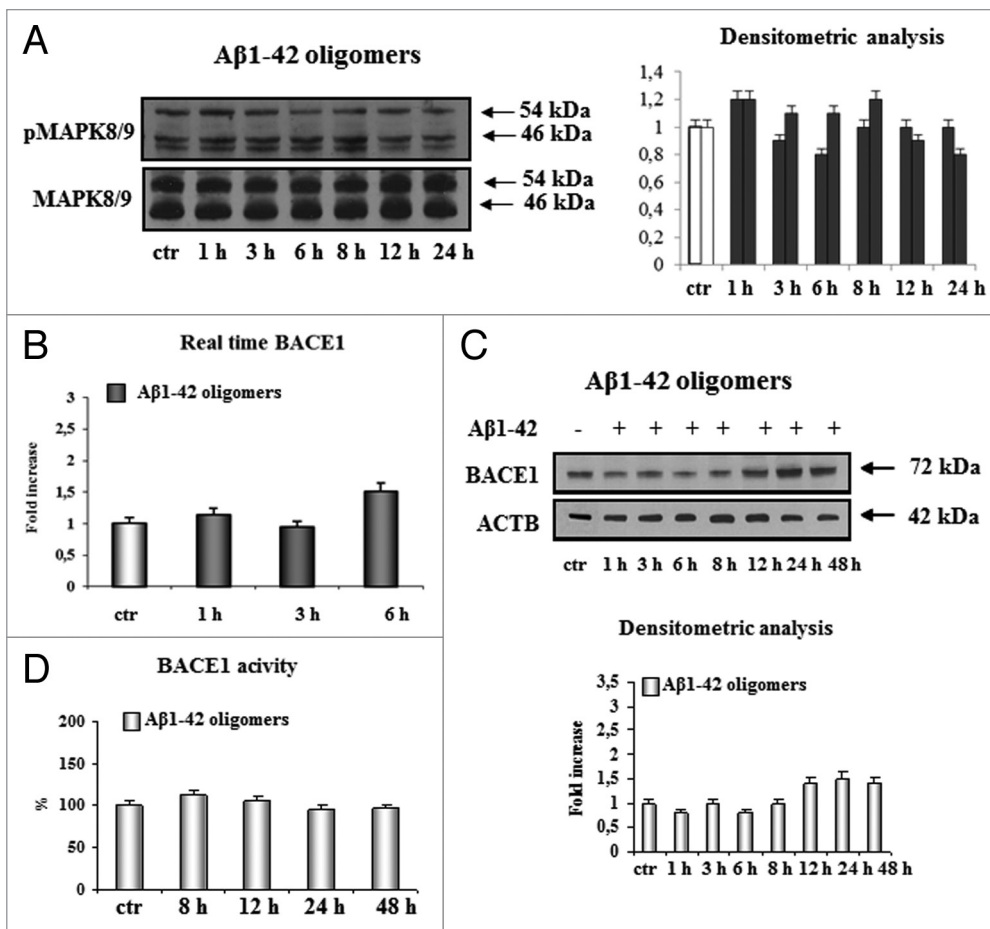 A
Aβ1-42 oligomers
pMAPK8/9
54 kDa
46 kDa
MAPK8/9
54 kDa
46 kDa
ctr 1 h 3 h 6 h 8 h 12 h 24 h
Densitometric analysis
1,4
1,2
1
0,8
0,6
0,4
0,2
0
ctr 1 h 3 h 6 h 8 h 12 h 24 h
B
Real time BACE1
Aβ1-42 oligomers
Fold increase
3
2,5
2
1,5
1
0,5
0
ctr 1 h 3 h 6 h
C
Aβ1-42 oligomers
Aβ1-42 - + + + + + + +
BACE1
72 kDa
ACTB
42 kDa
ctr 1 h 3 h 6 h 8 h 12 h 24 h 48 h
Densitometric analysis
Aβ1-42 oligomers
Fold increase
3,5
3
2,5
2
1,5
1
0,5
0
ctr 1 h 3 h 6 h 8 h 12 h 24 h 48 h
D
BACE1 acivity
Aβ1-42 oligomers
%
200
150
100
50
0
ctr 8 h 12 h 24 h 48 h